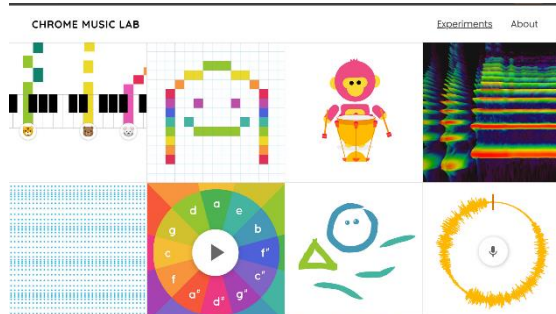 CHROME MUSIC LAB
Experiments About
a
d e
g b
c f#
f c#
a# g#
d#